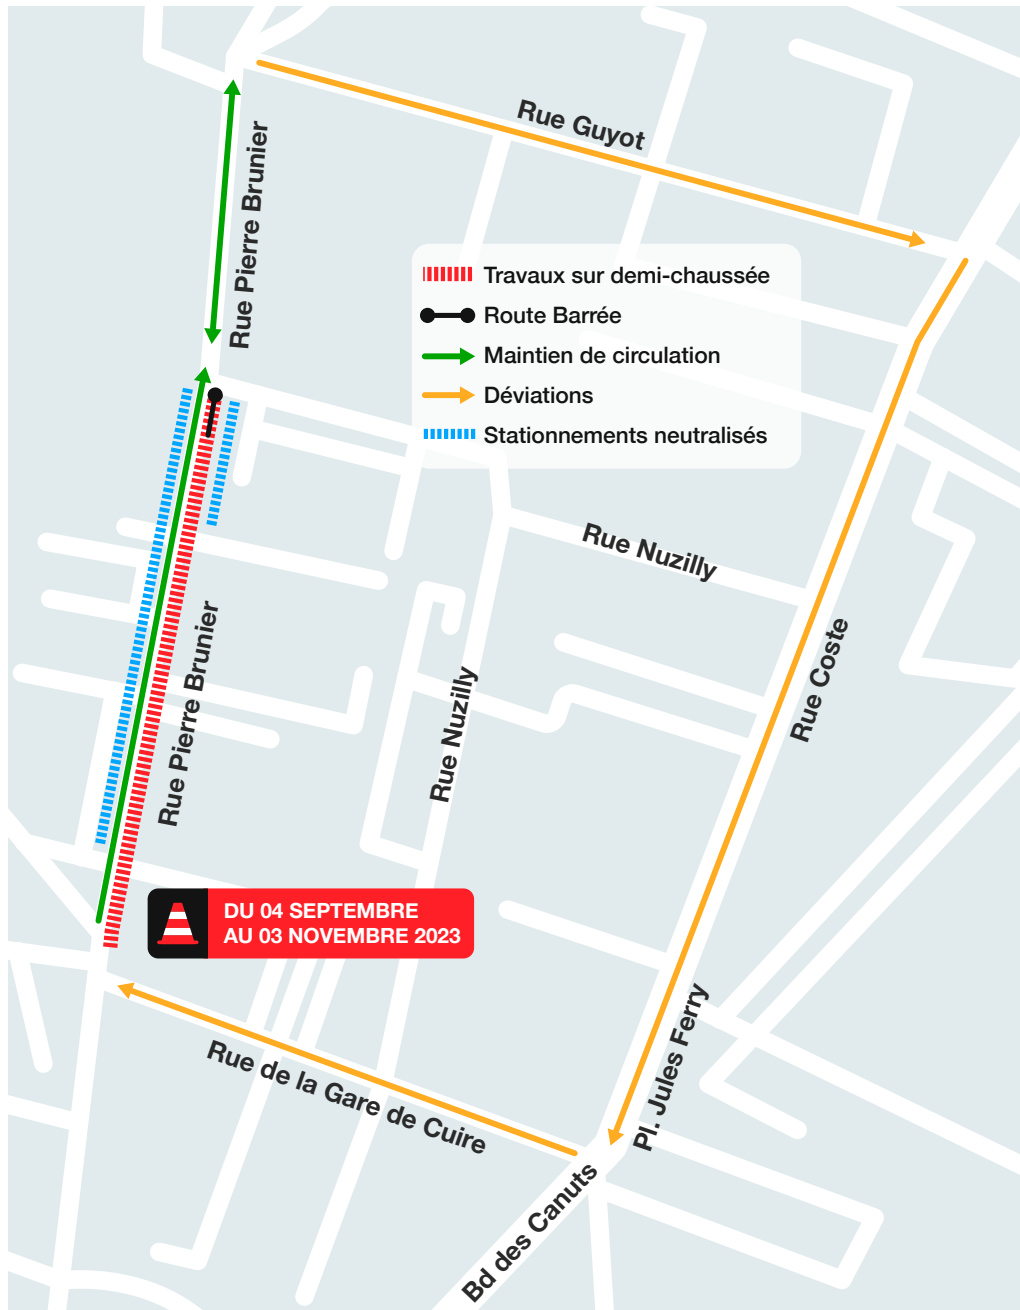 Rue Guyot
Rue Pierre Brunier
Travaux sur demi-chaussée
Route Barrée
Maintien de circulation
Déviations
Stationnements neutralisés
Rue Nuzilly
Rue Pierre Brunier
Rue Coste
Rue Nuzilly
DU 04 SEPTEMBRE
AU 03 NOVEMBRE 2023
Pl. Jules Ferry
Rue de la Gare de Cuire
Bd des Canuts